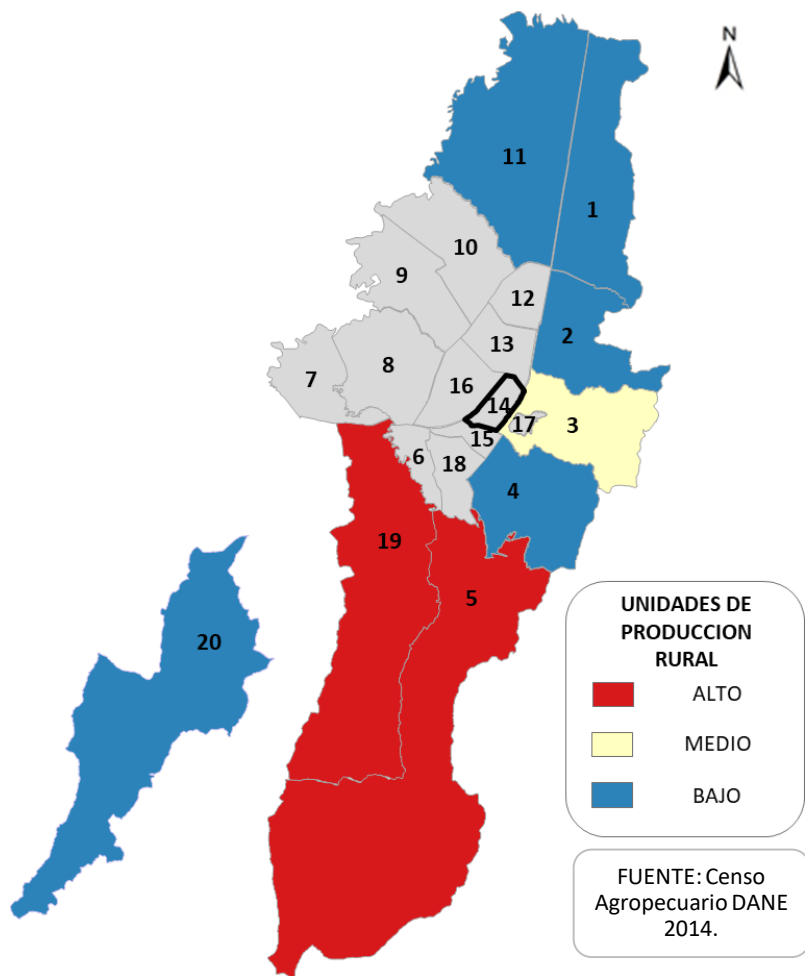 N
11
1
10
9
12
2
13
8
7
16
14
3
17
15
6
18
4
19
5
20
UNIDADES DE
PRODUCCION
RURAL
ALTO
MEDIO
BAJO
FUENTE: Censo
Agropecuario DANE
2014.